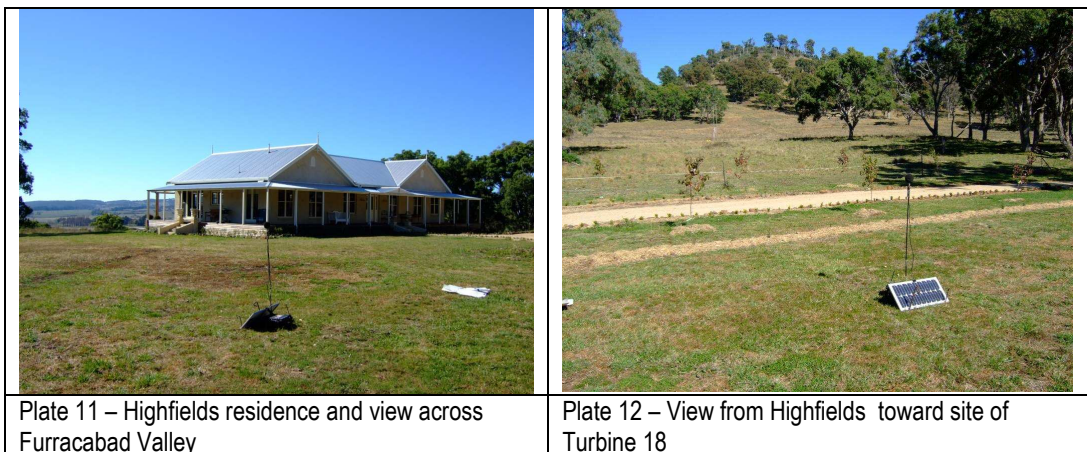 Plate 11 – Highfields residence and view across
Furracabad Valley
Plate 12 – View from Highfields  toward site of
Turbine 18